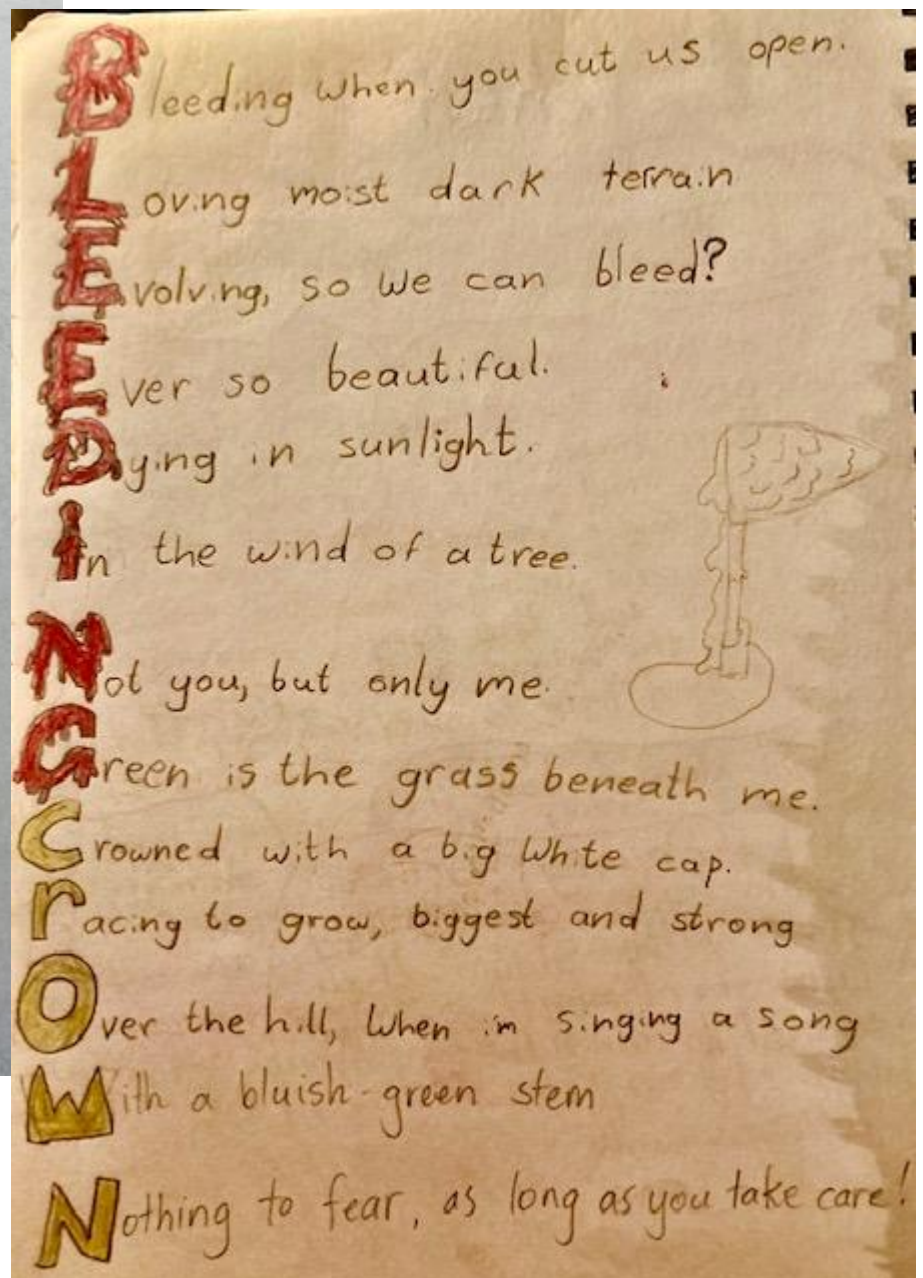 Bleeding when you cut us open.
Loving moist dark terrain
Evolving, so we can bleed?
Ever so beautiful.
Dying in sunlight.
In the wind of a tree.
Not you, but only me.
Green is the grass beneath me.
Crowned with a big White cap.
racing to grow, biggest and strong
Over the hill, When im singing a song
With a bluish-green stem
Nothing to fear, as long as you take care!